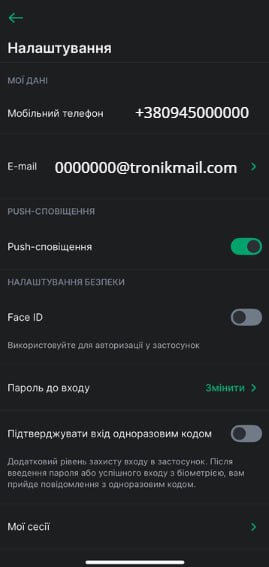 Налаштування
МОЇ ДАНІ
Мобільний телефон +380945000000
E-mail 0000000@tronikmail.com
PUSH-СПОВІЩЕННЯ
Push-сповіщення
НАЛАШТУВАННЯ БЕЗПЕКИ
Face ID
Використовуйте для авторизації у застосунок
Пароль до входу Змінити
Підтверджувати вхід одноразовим кодом
Додатковий рівень захисту входу в застосунок. Після
введення пароля або успішного входу з біометрією, вам
прийде повідомлення з одноразовим кодом.
Мої сесії